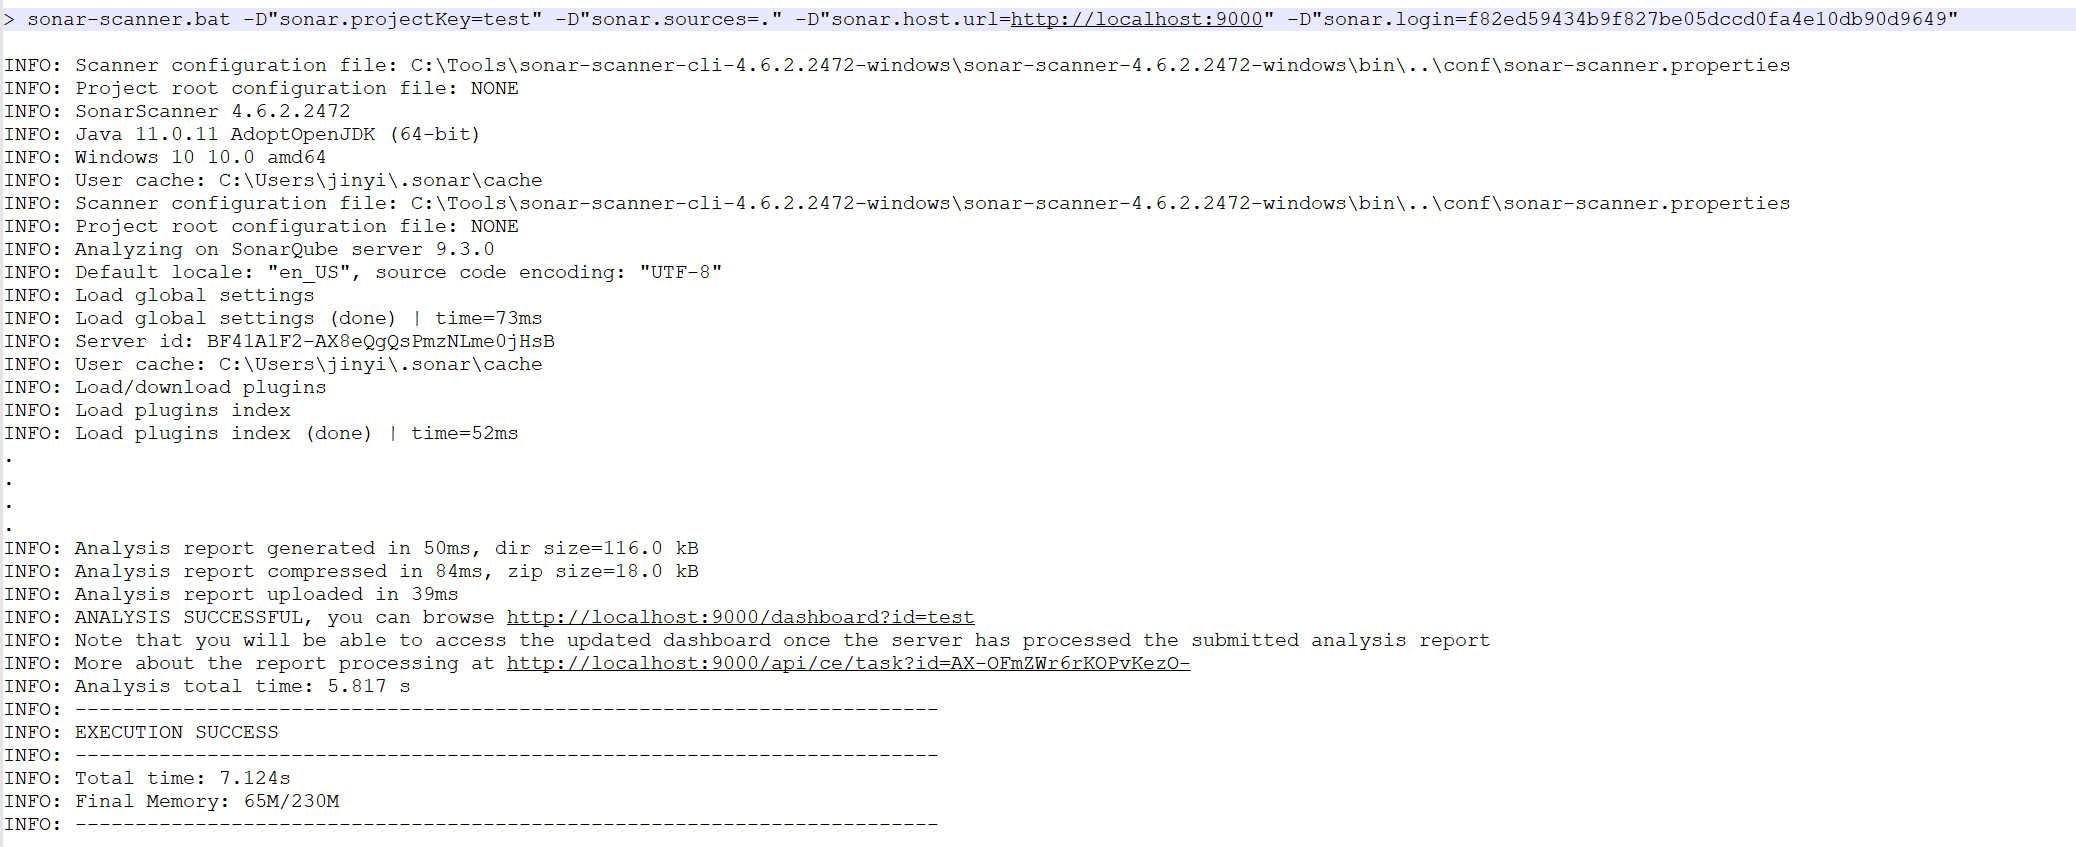 > sonar-scanner.bat -D"sonar.projectKey=test" -D"sonar.sources=." -D"sonar.host.url=http://localhost:9000" -D"sonar.login=f82ed59434b9f827be05dccd0fa4e10db90d9649"
INFO: Scanner configuration file: C:\Tools\sonar-scanner-cli-4.6.2.2472-windows\sonar-scanner-4.6.2.2472-windows\bin\..\conf\sonar-scanner.properties
INFO: Project root configuration file: NONE
INFO: SonarScanner 4.6.2.2472
INFO: Java 11.0.11 AdoptOpenJDK (64-bit)
INFO: Windows 10 10.0 amd64
INFO: User cache: C:\Users\jinyi\.sonar\cache
INFO: Scanner configuration file: C:\Tools\sonar-scanner-cli-4.6.2.2472-windows\sonar-scanner-4.6.2.2472-windows\bin\..\conf\sonar-scanner.properties
INFO: Project root configuration file: NONE
INFO: Analyzing on SonarQube server 9.3.0
INFO: Default locale: "en_US", source code encoding: "UTF-8"
INFO: Load global settings
INFO: Load global settings (done) | time=73ms
INFO: Server id: BF41A1F2-AX8eQgQsPmzNLme0jHsB
INFO: User cache: C:\Users\jinyi\.sonar\cache
INFO: Load/download plugins
INFO: Load plugins index
INFO: Load plugins index (done) | time=52ms
.
.
.
.
INFO: Analysis report generated in 50ms, dir size=116.0 kB
INFO: Analysis report compressed in 84ms, zip size=18.0 kB
INFO: Analysis report uploaded in 39ms
INFO: ANALYSIS SUCCESSFUL, you can browse http://localhost:9000/dashboard?id=test
INFO: Note that you will be able to access the updated dashboard once the server has processed the submitted analysis report
INFO: More about the report processing at http://localhost:9000/api/ce/task?id=AX-OFmZWr6rKOPvKezO-
INFO: Analysis total time: 5.817 s
INFO: ------------------------------------------------------------------------
INFO: EXECUTION SUCCESS
INFO: ------------------------------------------------------------------------
INFO: Total time: 7.124s
INFO: Final Memory: 65M/230M
INFO: ------------------------------------------------------------------------